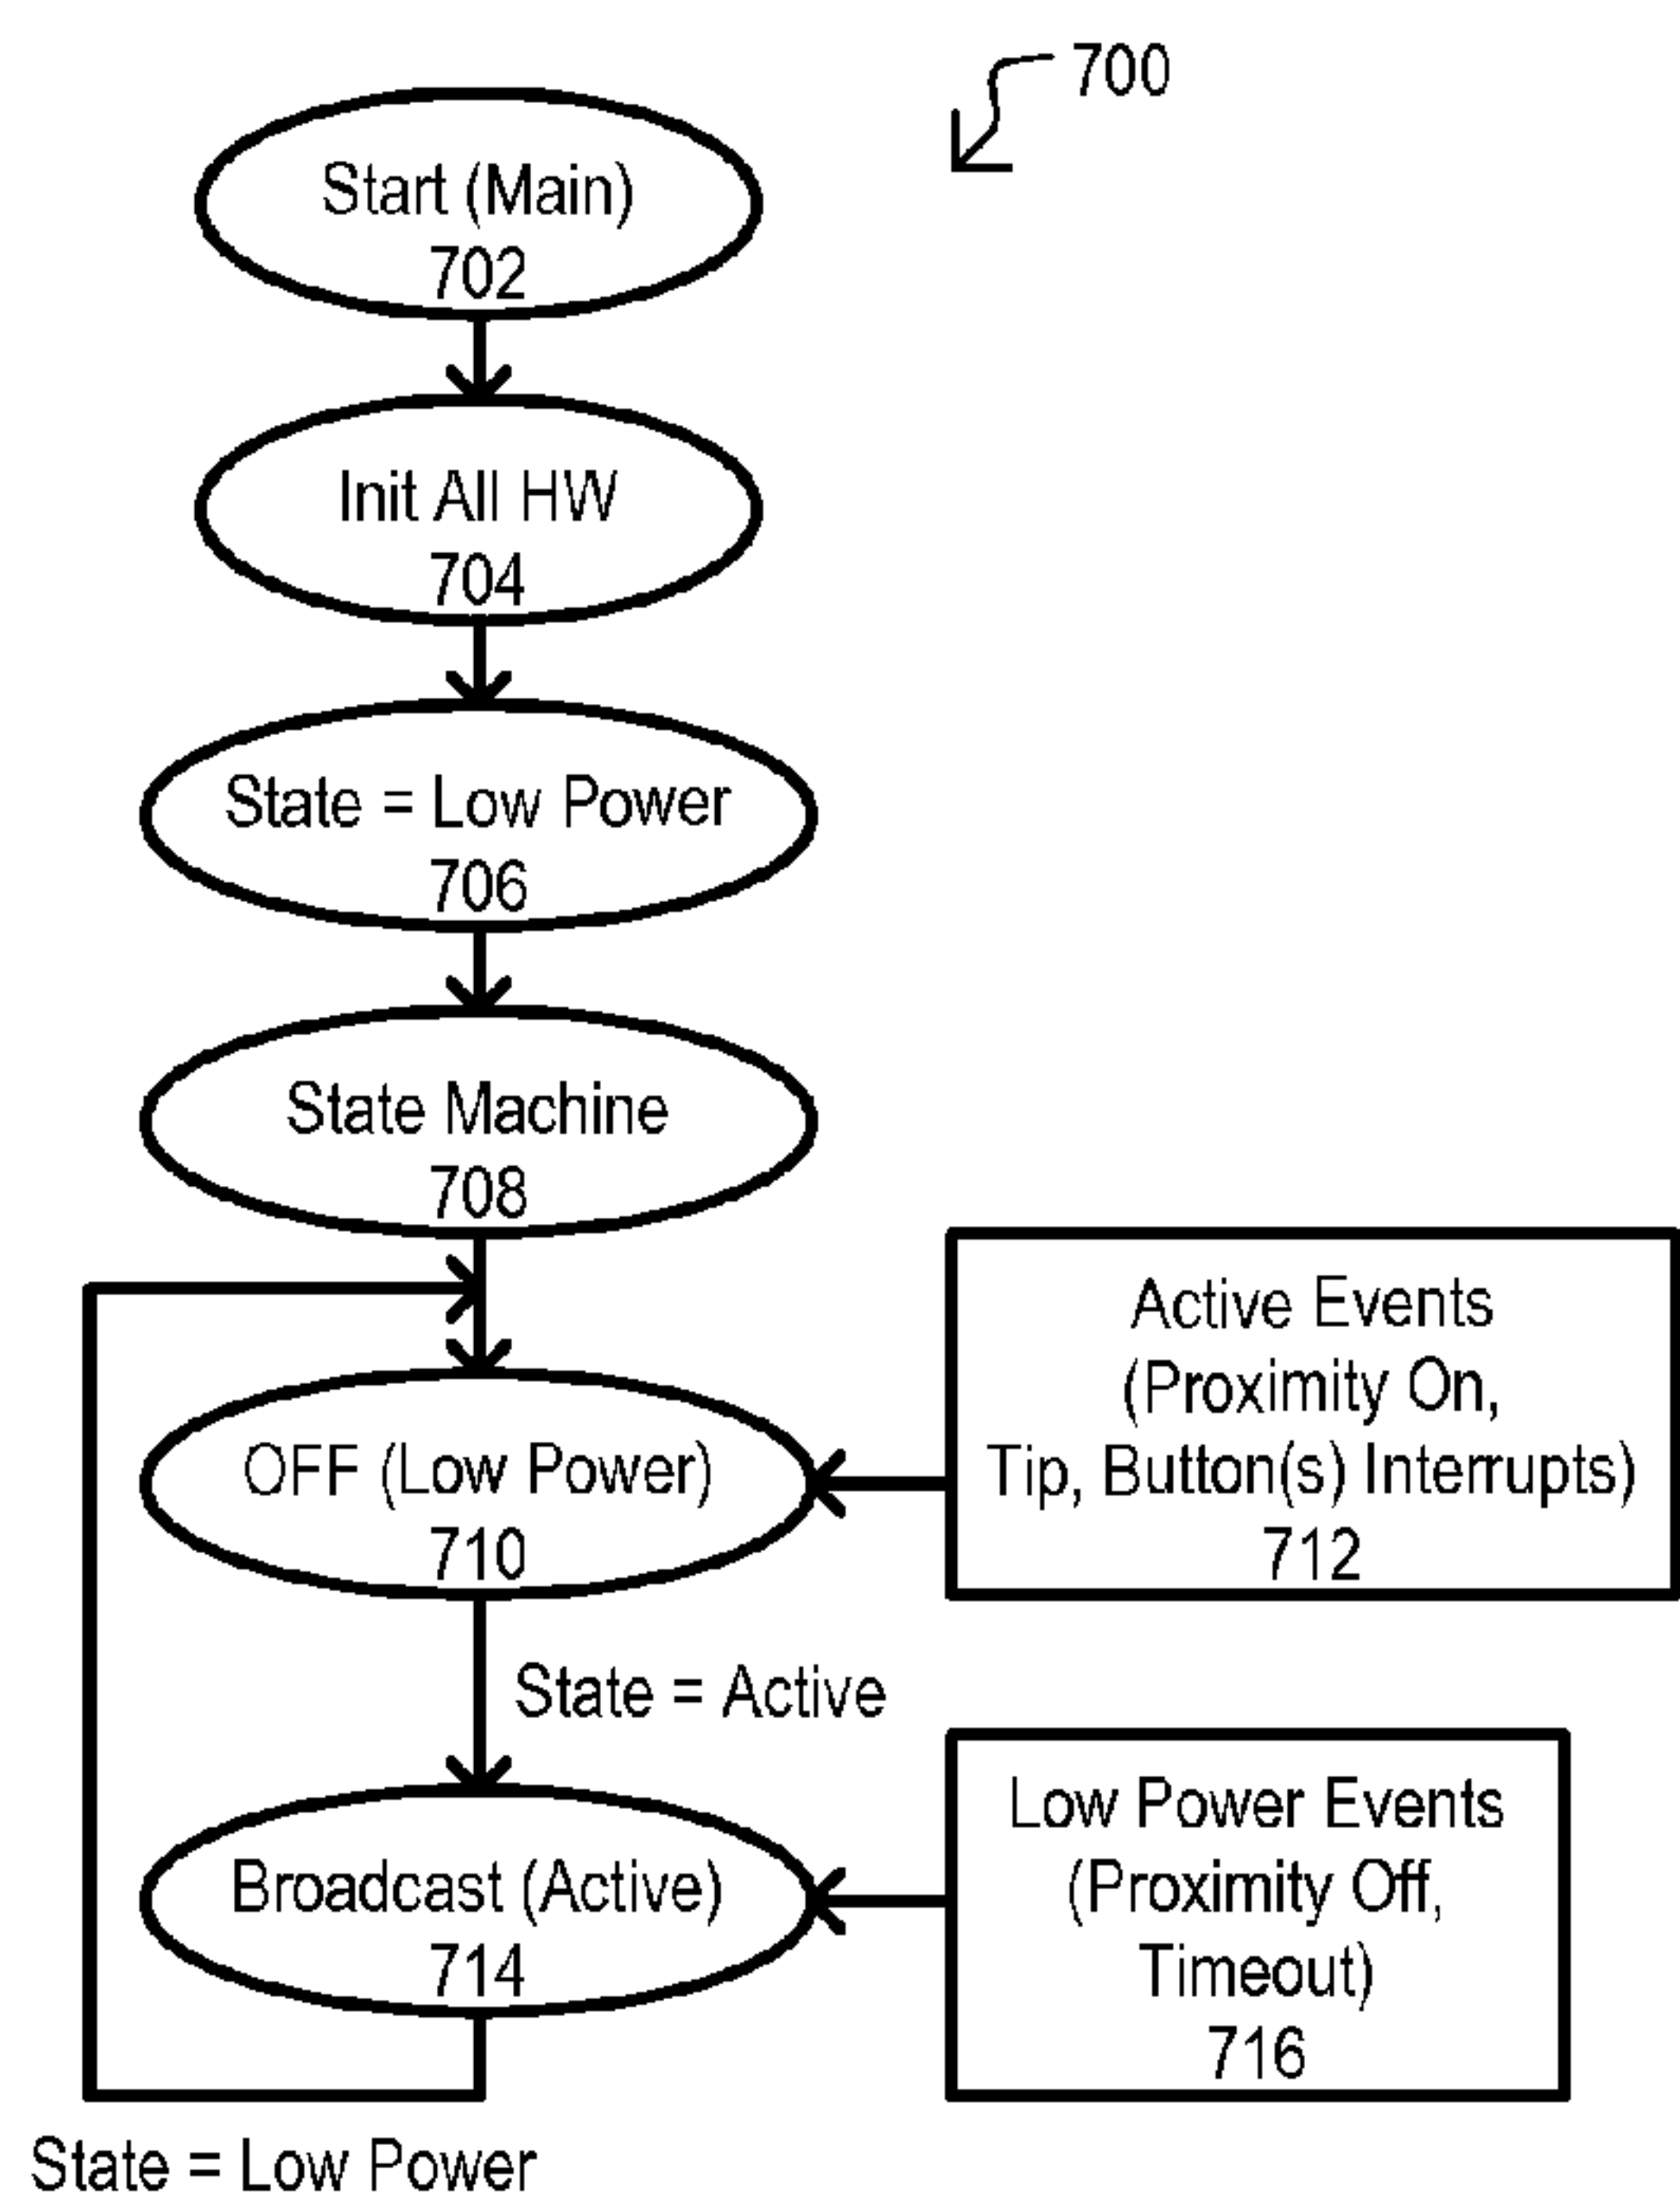 700
Start (Main)
702
Init All HW
704
State = Low Power
706
State Machine
708
Active Events
(Proximity On,
Tip, Button(s) Interrupts)
712
OFF (Low Power)
710
State = Active
Low Power Events
(Proximity Off,
Timeout)
716
Broadcast (Active)
714
State = Low Power